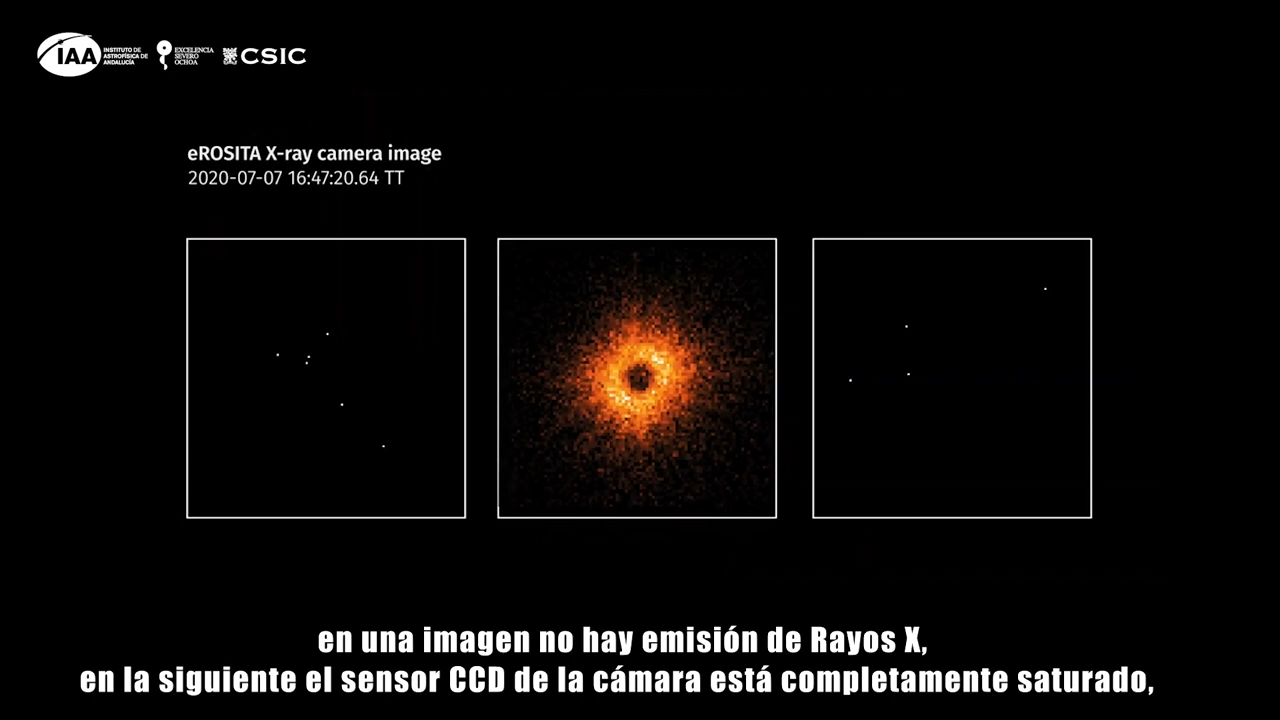 IAA
INSTITUTO DE
ASTROFÍSICA DE
ANDALUCÍA
EXCELENCIA
SEVERO
OCHOA
CSIC
eROSITA X-ray camera image
2020-07-07 16:47:20.64 TT
en una imagen no hay emisión de Rayos X,
en la siguiente el sensor CCD de la cámara está completamente saturado,